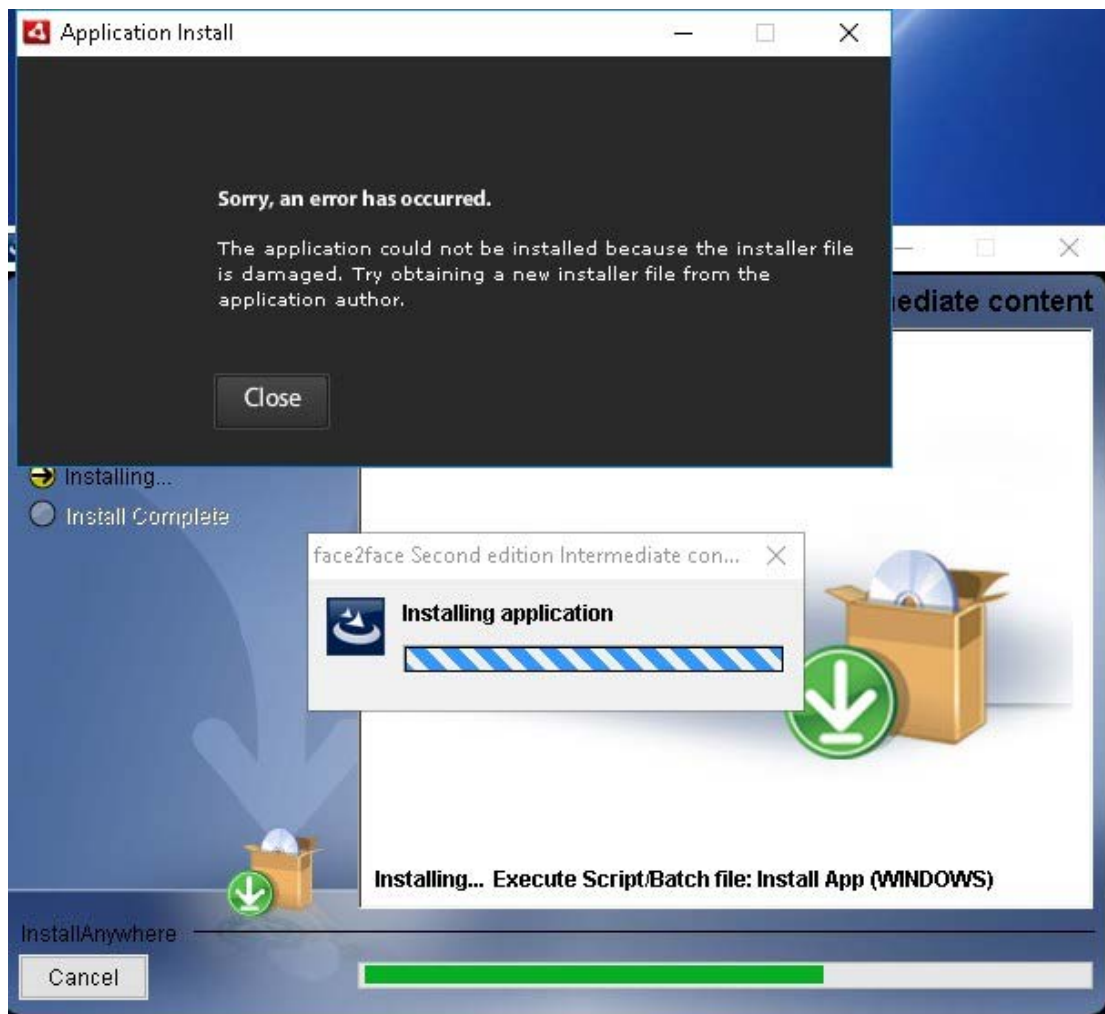 Application Install
Sorry, an error has occurred.
The application could not be installed because the installer file
is damaged. Try obtaining a new installer file from the
application author.
Close
ediate content
Installing...
Install Complete
face2face Second edition Intermediate con...
Installing application
Installing... Execute Script/Batch file: Install App (WINDOWS)
InstallAnywhere
Cancel